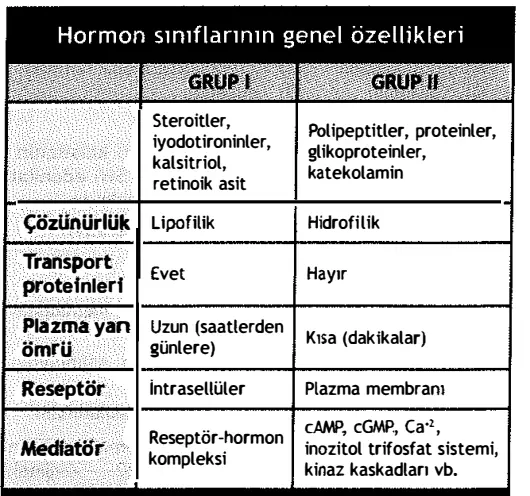 Hormon sınıflarının genel özellikleri
GRUP I GRUP II
Steroitler,
iyodotironinler,
kalsitriol,
retinoik asit
Polipeptitler, proteinler,
glikoproteinler,
katekolamin
Çözünürlük Lipofilik Hidrofilik
Transport
proteinleri
Evet Hayır
Plazma yarı
ömrü
Uzun (saatlerden
günlere)
Kısa (dakikalar)
Reseptör İntrasellüler Plazma membranı
Mediatör
Reseptör-hormon
kompleksi
cAMP, cGMP, Ca⁺²,
inozitol trifosfat sistemi,
kinaz kaskadları vb.